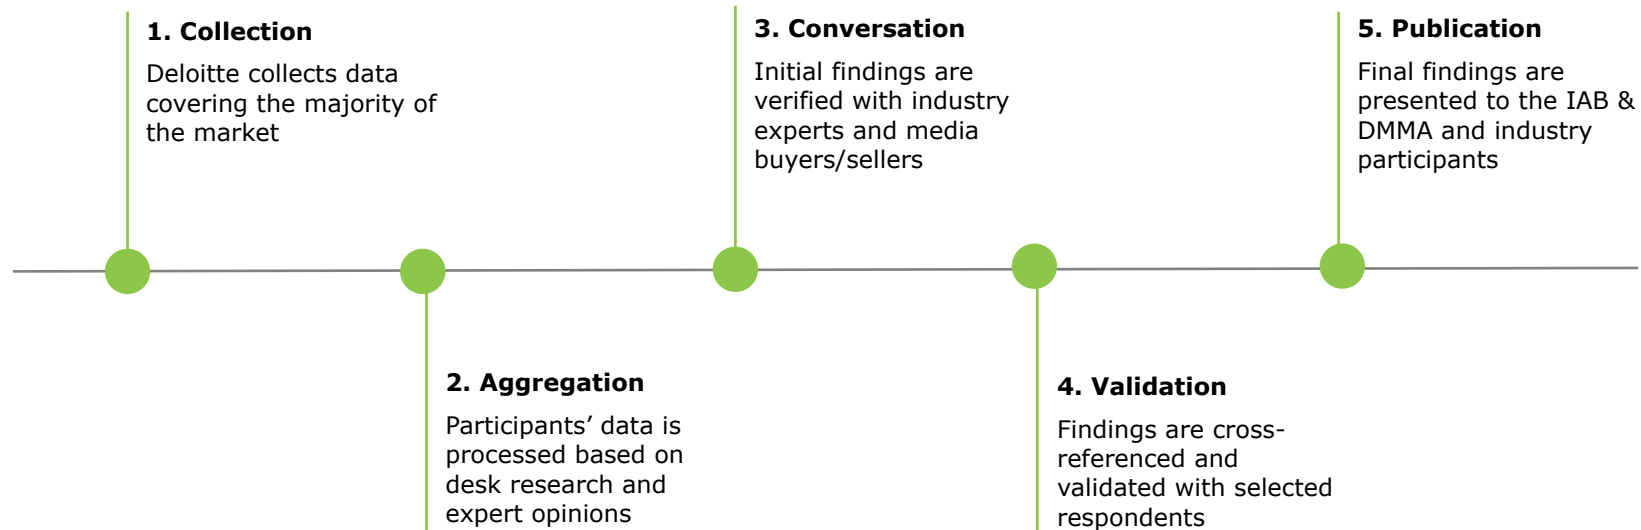 1. Collection
Deloitte collects data
covering the majority of
the market
2. Aggregation
Participants’ data is
processed based on
desk research and
expert opinions
3. Conversation
Initial findings are
verified with industry
experts and media
buyers/sellers
4. Validation
Findings are cross-
referenced and
validated with selected
respondents
5. Publication
Final findings are
presented to the IAB &
DMMA and industry
participants